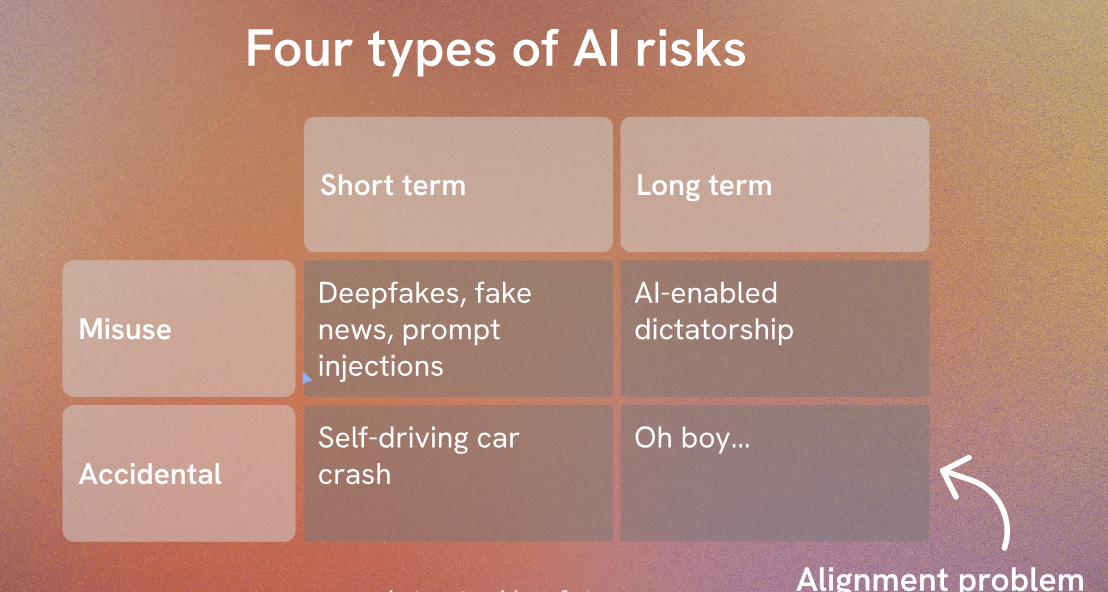 Four types of AI risks
Short term
Long term
Misuse
Deepfakes, fake
news, prompt
injections
AI-enabled
dictatorship
Accidental
Self-driving car
crash
Oh boy...
Alignment problem